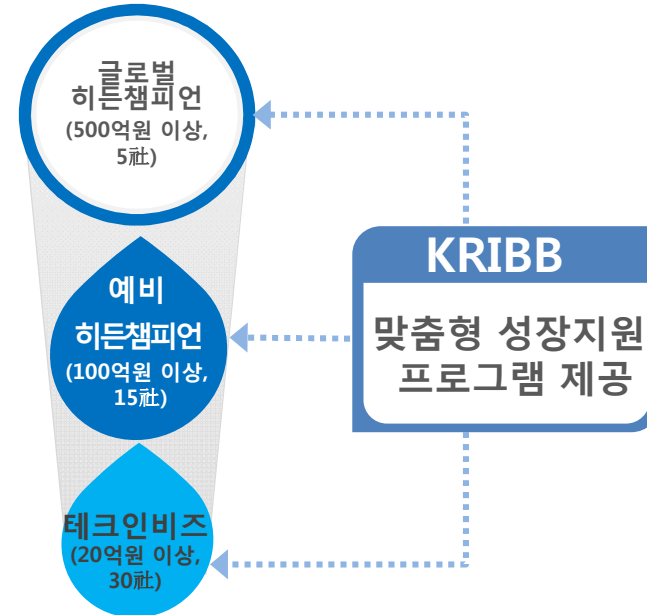 글로벌
히든챔피언
(500억원 이상,
5社)
예비
히든챔피언
(100억원 이상,
15社)
테크인비즈
(20억원 이상,
30社)
KRIBB
맞춤형 성장지원
프로그램 제공